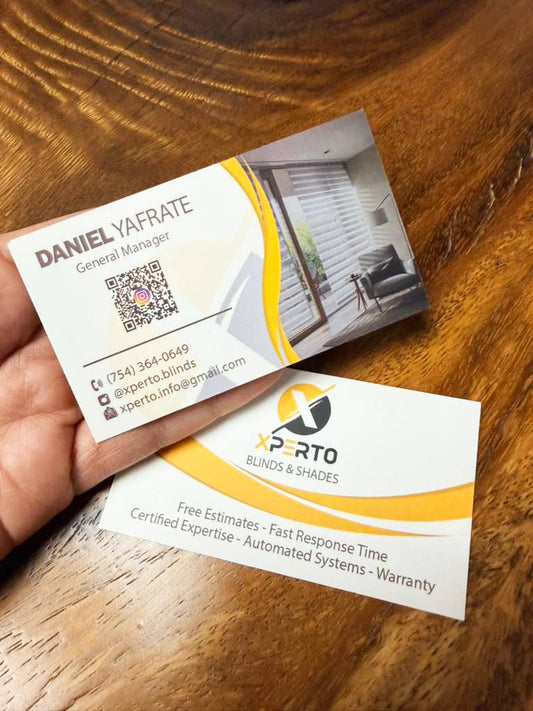 DANIEL YAFRATE
General Manager
(754) 364-0649
@xperto.blinds
xperto.info@gmail.com
X
XPERTO
BLINDS & SHADES
Free Estimates - Fast Response Time
Certified Expertise - Automated Systems - Warranty